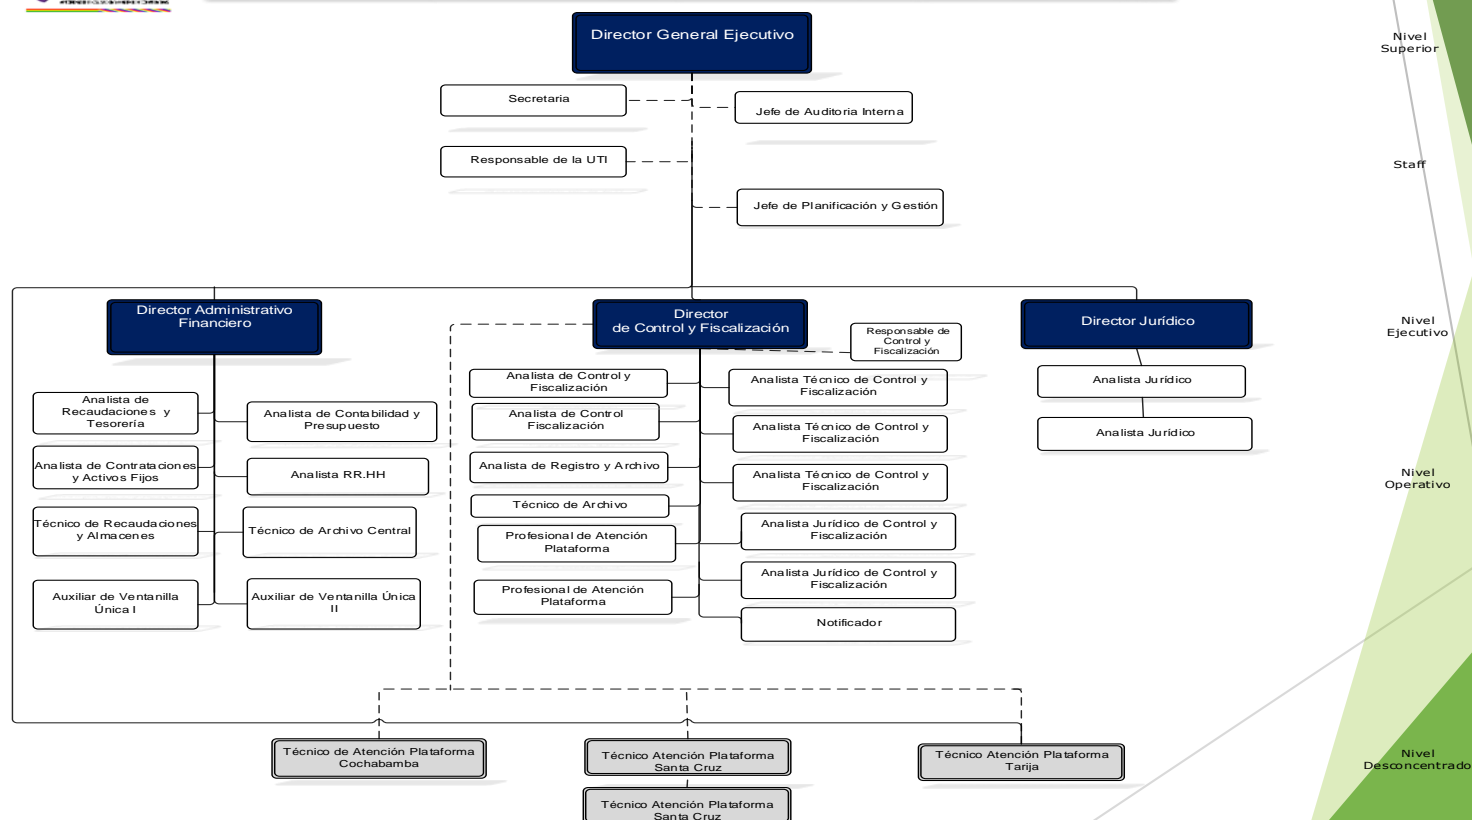 Director General Ejecutivo
Nivel
Superior
Secretaria
Jefe de Auditoria Interna
Responsable de la UTI
Staff
Jefe de Planificación y Gestión
Director Administrativo
Financiero
Director
de Control y Fiscalización
Responsable de
Control y
Fiscalización
Director Jurídico
Nivel
Ejecutivo
Analista de
Recaudaciones y
Tesorería
Analista de Contabilidad y
Presupuesto
Analista de Contrataciones
y Activos Fijos
Analista RR.HH
Técnico de Recaudaciones
y Almacenes
Técnico de Archivo Central
Auxiliar de Ventanilla
Única I
Auxiliar de Ventanilla Única
II
Analista de Control y
Fiscalización
Analista Técnico de Control y
Fiscalización
Analista de Control
Fiscalización
Analista Técnico de Control y
Fiscalización
Analista de Registro y Archivo
Analista Técnico de Control y
Fiscalización
Técnico de Archivo
Analista Jurídico de Control y
Fiscalización
Profesional de Atención
Plataforma
Analista Jurídico de Control y
Fiscalización
Profesional de Atención
Plataforma
Notificador
Analista Jurídico
Analista Jurídico
Nivel
Operativo
Técnico de Atención Plataforma
Cochabamba
Técnico Atención Plataforma
Santa Cruz
Técnico Atención Plataforma
Tarija
Nivel
Desconcentrado
Técnico Atención Plataforma
Santa Cruz